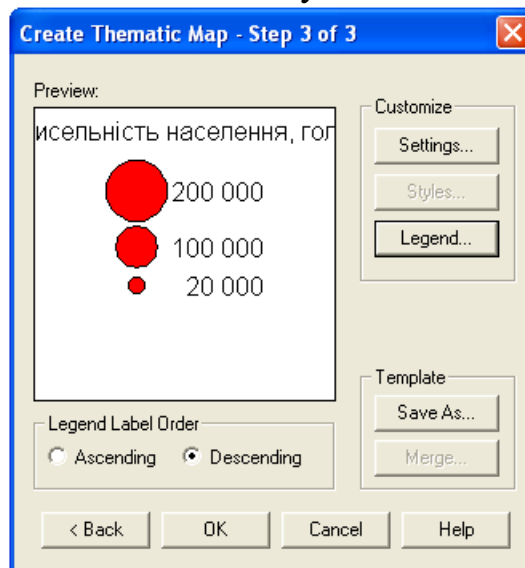 Create Thematic Map - Step 3 of 3
Preview:
исельність населення, гол
200 000
100 000
20 000
Legend Label Order
Ascending
Descending
Customize
Settings...
Styles...
Legend...
Template
Save As...
Merge...
< Back
OK
Cancel
Help